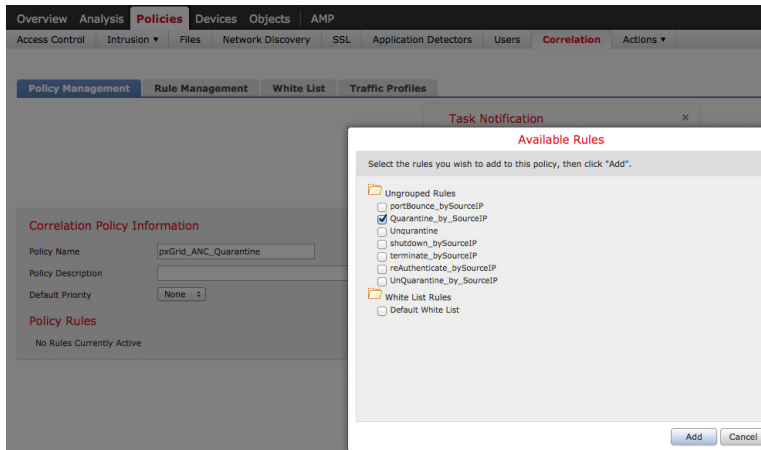 Overview Analysis Policies Devices Objects AMP
Access Control Intrusion ▼ Files Network Discovery SSL Application Detectors Users Correlation Actions ▼
Policy Management Rule Management White List Traffic Profiles
Task Notification ×
Available Rules
Select the rules you wish to add to this policy, then click "Add".
Ungrouped Rules
portBounce_bySourceIP
Quarantine_by_SourceIP
Unqurantine
shutdown_bySourceIP
terminate_bySourceIP
reAuthenticate_bySourceIP
UnQuarantine_by_SourceIP
White List Rules
Default White List
Correlation Policy Information
Policy Name pxGrid_ANC_Quarantine
Policy Description
Default Priority None
Policy Rules
No Rules Currently Active
Add Cancel